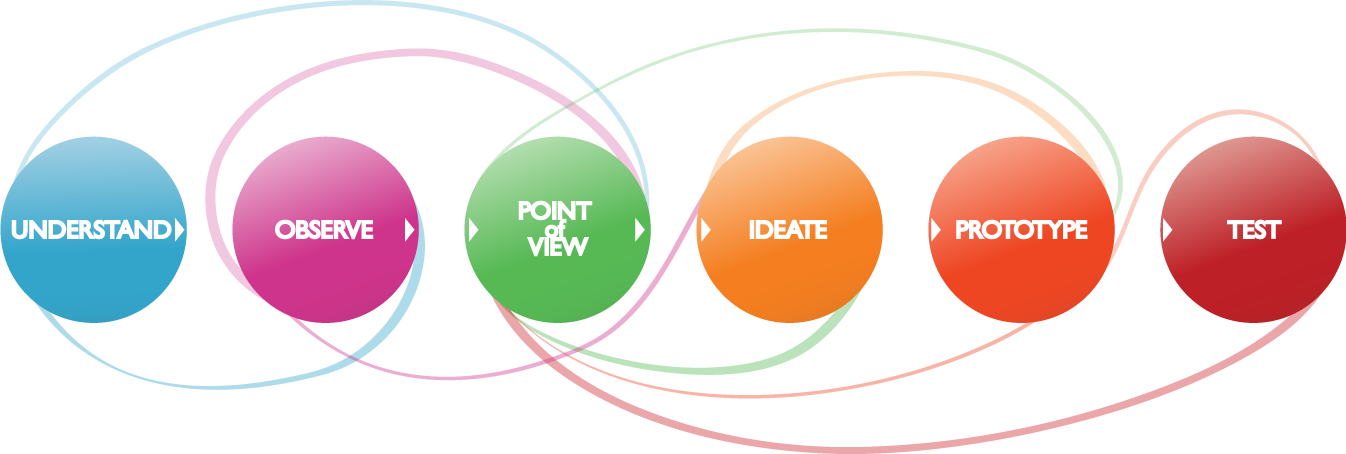 UNDERSTAND
OBSERVE
POINT
of
VIEW
IDEATE
PROTOTYPE
TEST